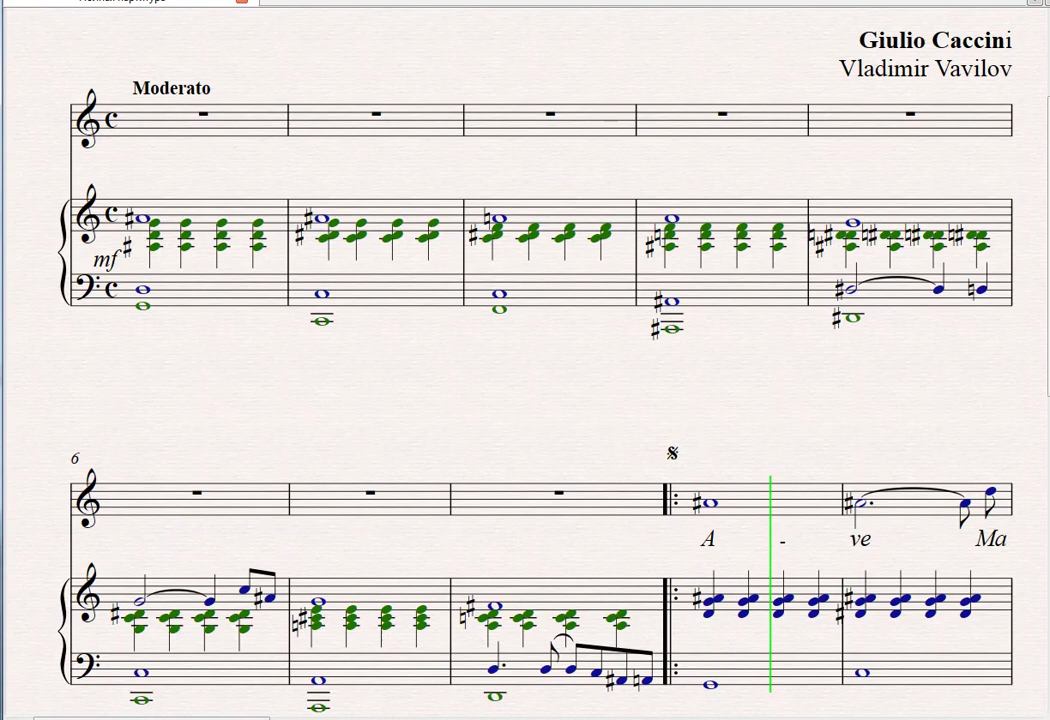 Giulio Caccini
Vladimir Vavilov
Moderato
mf
6
A - ve Ma